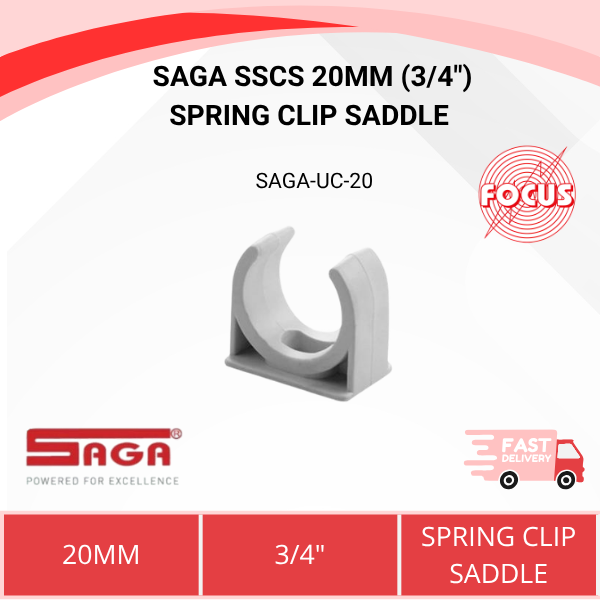 SAGA SSCS 20MM (3/4")
SPRING CLIP SADDLE
SAGA-UC-20
FOCUS
SAGA®
POWERED FOR EXCELLENCE
FAST
DELIVERY
20MM
3/4"
SPRING CLIP
SADDLE